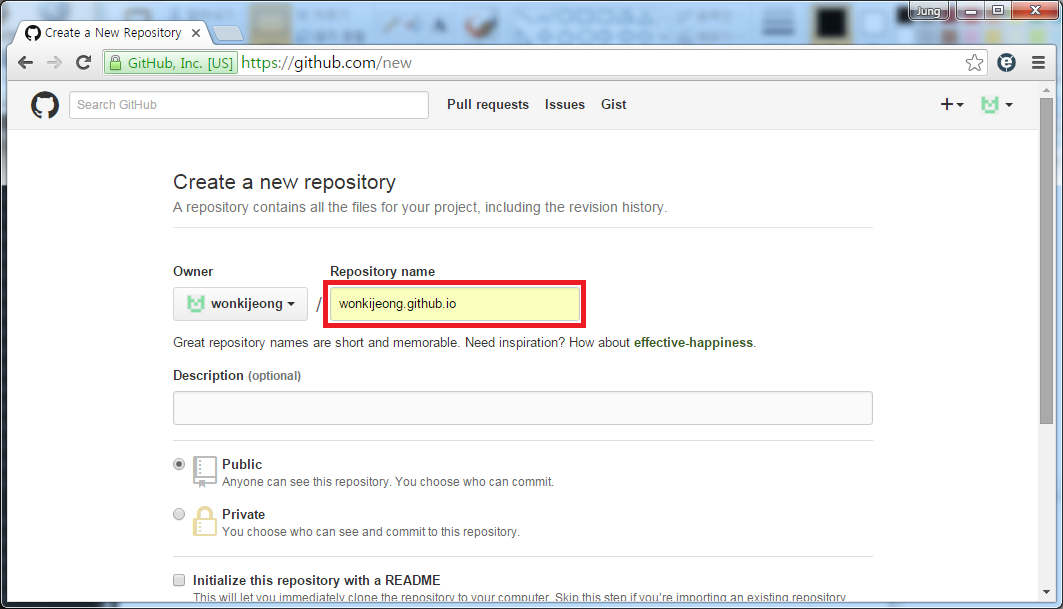 Jung
Create a New Repository
GitHub, Inc. [US] https://github.com/new
Search GitHub Pull requests Issues Gist
Create a new repository
A repository contains all the files for your project, including the revision history.
Owner Repository name
wonkijeong / wonkijeong.github.io
Great repository names are short and memorable. Need inspiration? How about effective-happiness.
Description (optional)
Public
Anyone can see this repository. You choose who can commit.
Private
You choose who can see and commit to this repository.
Initialize this repository with a README
This will let you immediately clone the repository to your computer. Skip this step if you're importing an existing repository.